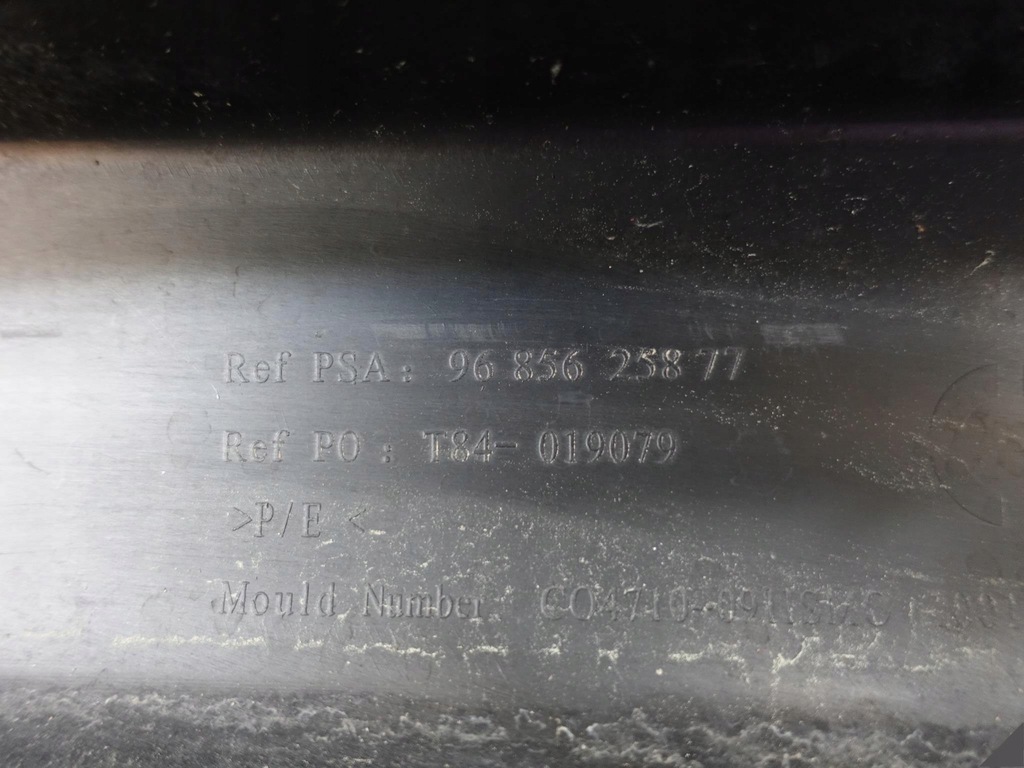 Ref PSA: 96 856 258 77
Ref PO : T84- 019079
>P/E <
Mould Number